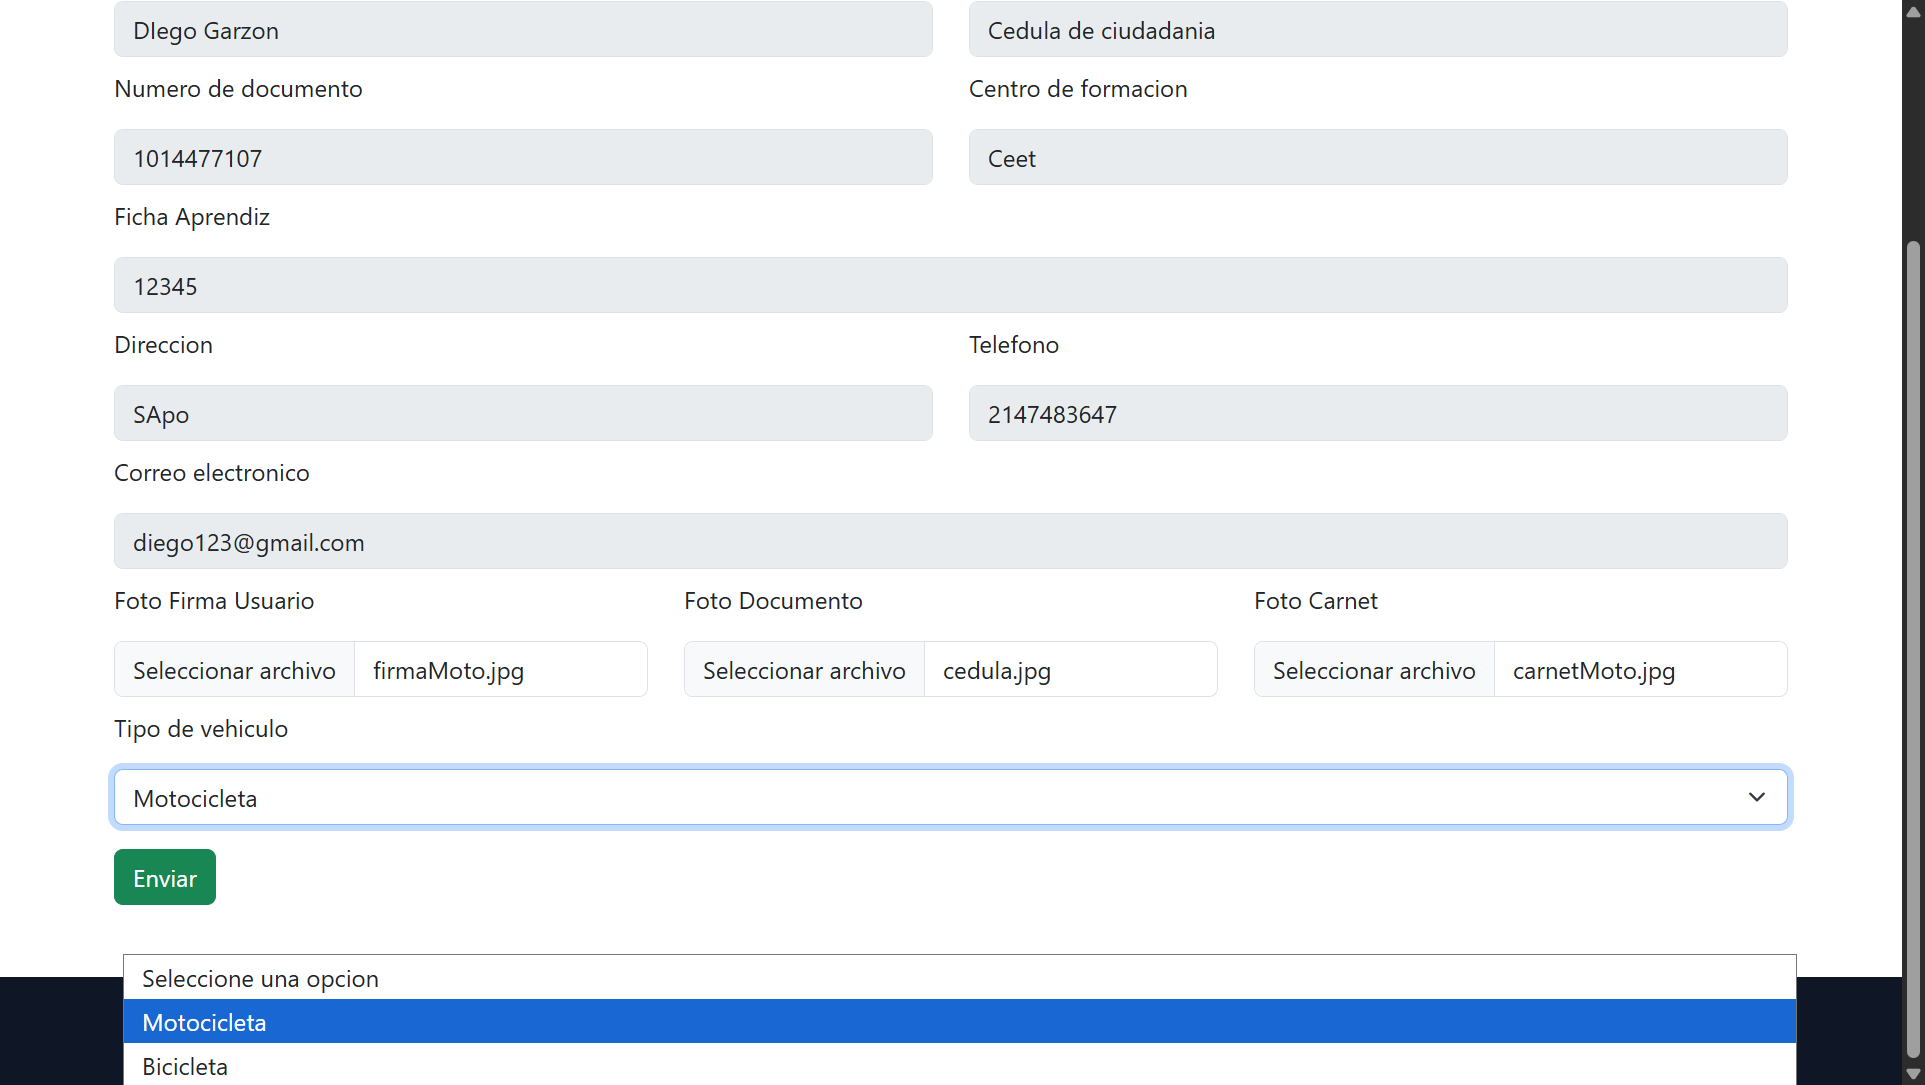 DIego Garzon
Cedula de ciudadania
Numero de documento
Centro de formacion
1014477107
Ceet
Ficha Aprendiz
12345
Direccion
Telefono
SApo
2147483647
Correo electronico
diego123@gmail.com
Foto Firma Usuario
Foto Documento
Foto Carnet
Seleccionar archivo firmaMoto.jpg
Seleccionar archivo cedula.jpg
Seleccionar archivo carnetMoto.jpg
Tipo de vehiculo
Motocicleta
Enviar
Seleccione una opcion
Motocicleta
Bicicleta